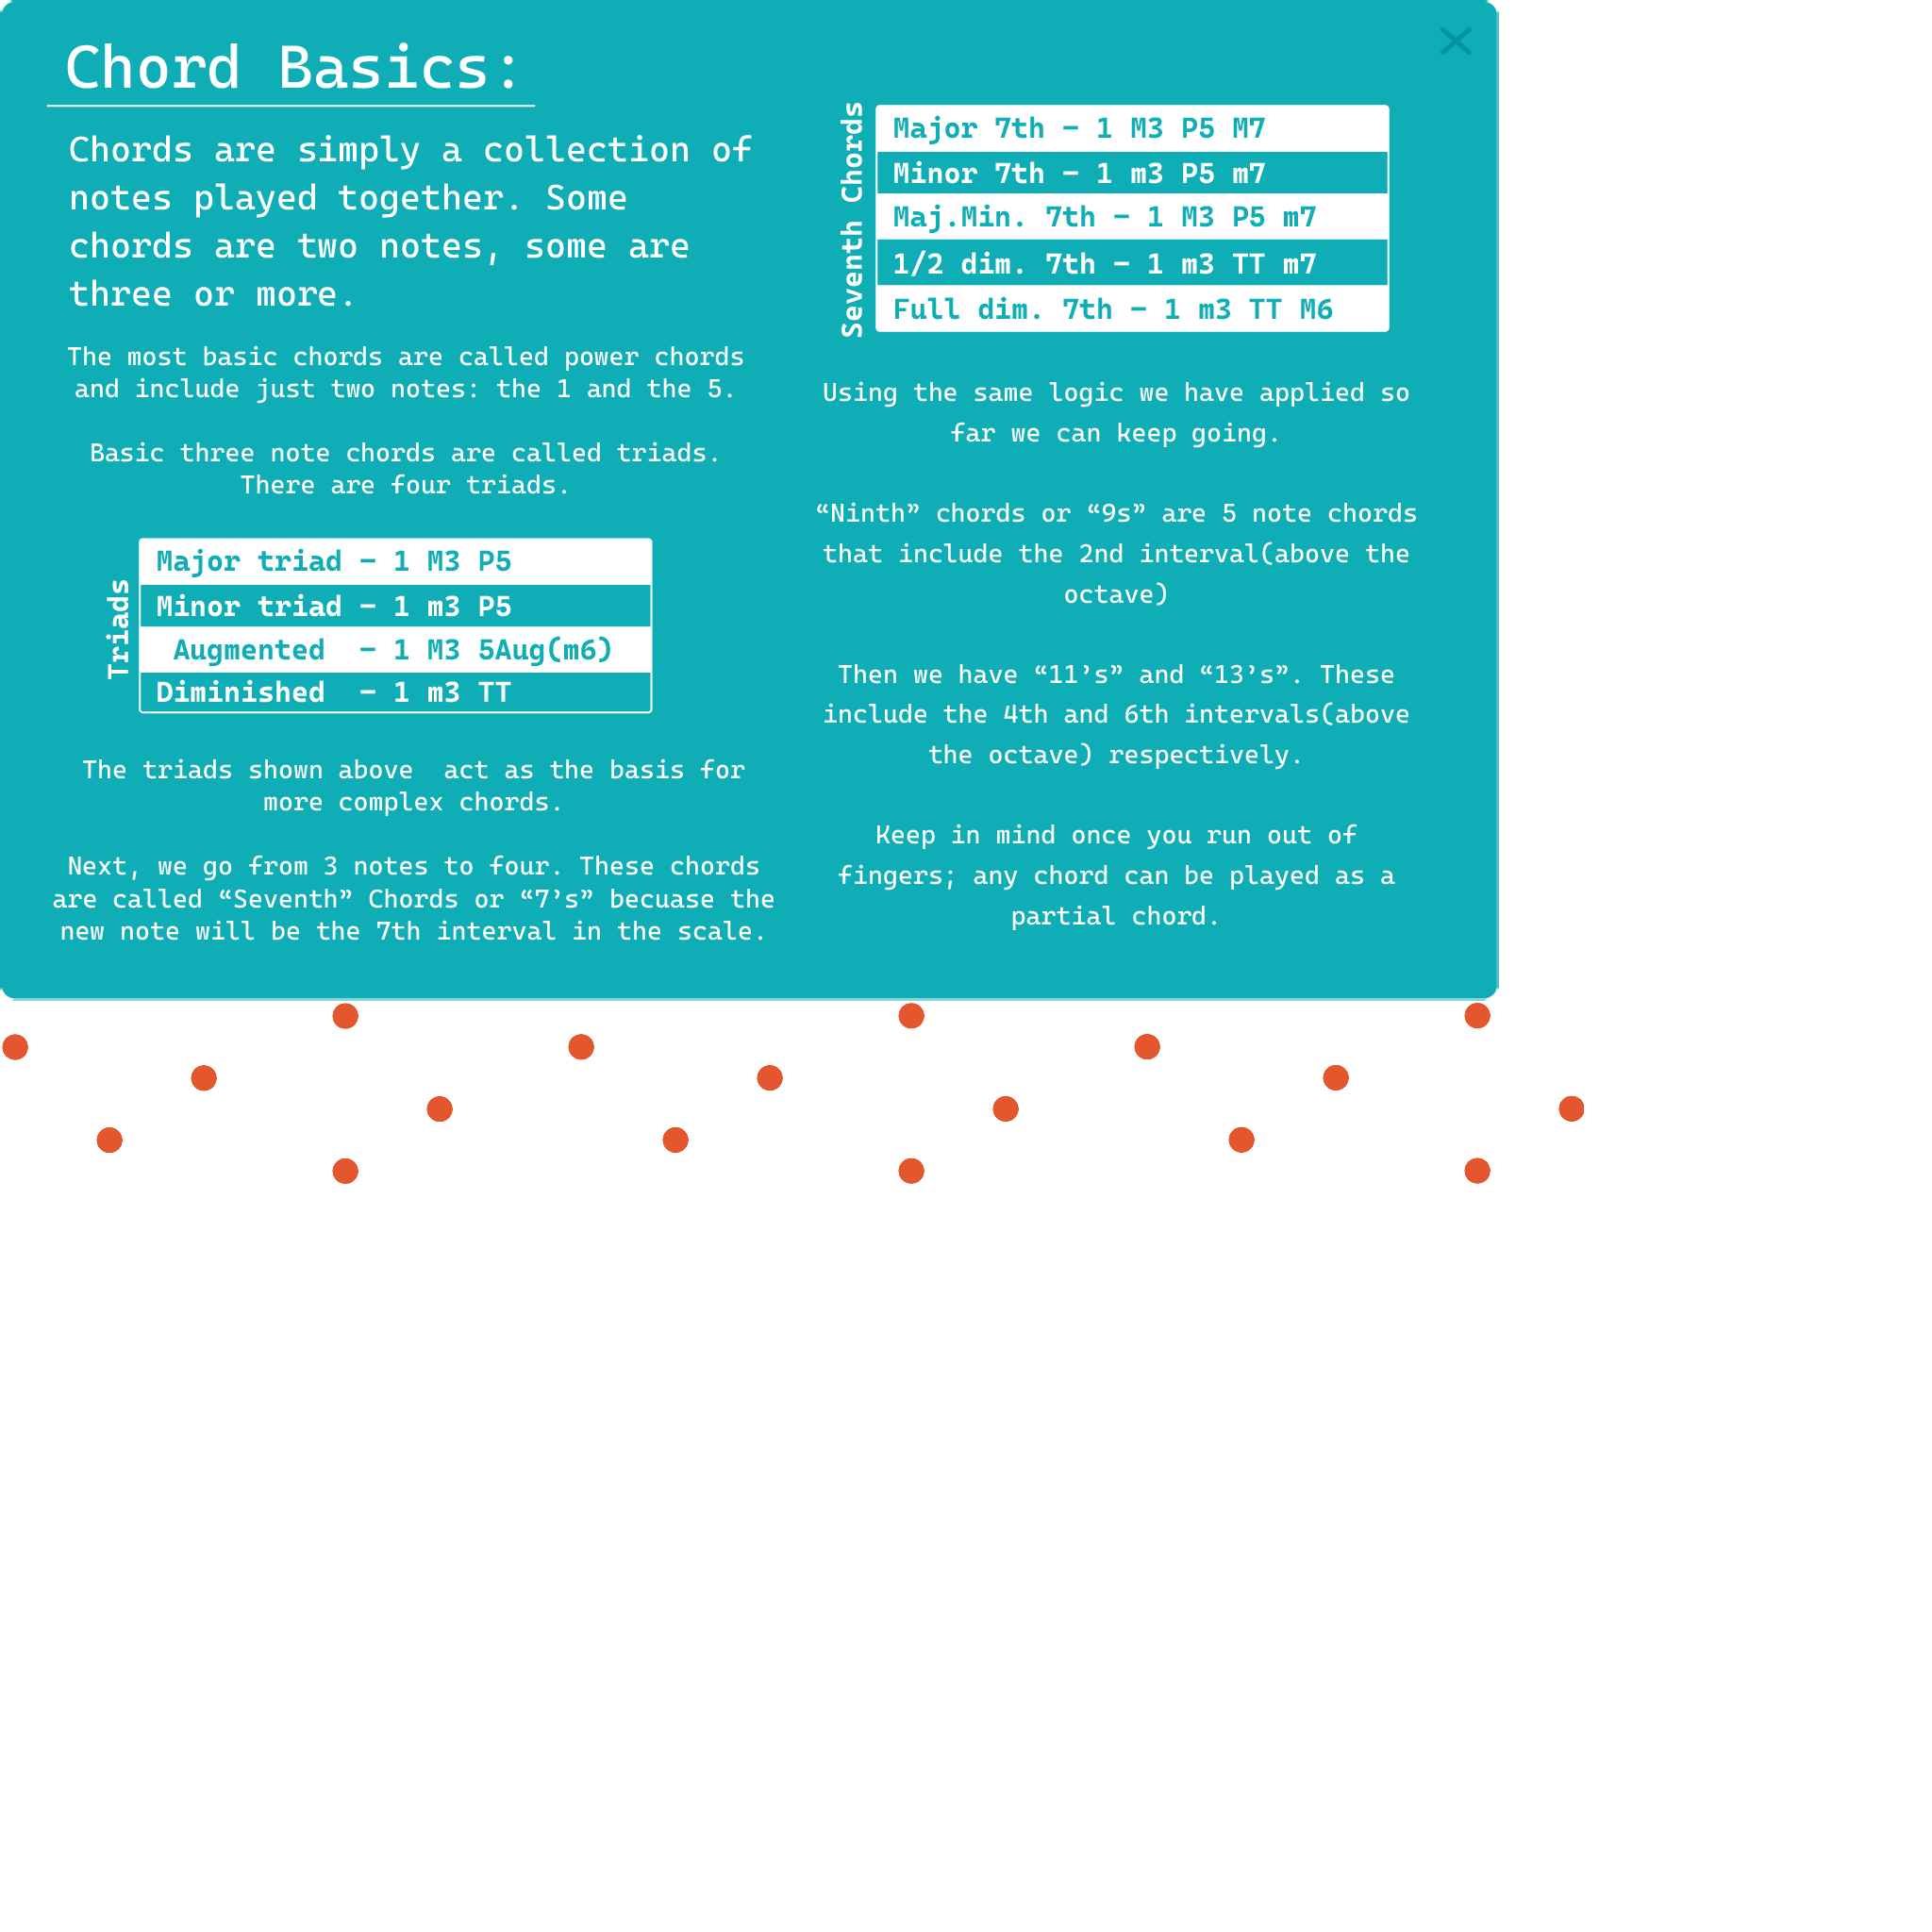 Chord Basics:
Chords are simply a collection of
notes played together. Some
chords are two notes, some are
three or more.
The most basic chords are called power chords
and include just two notes: the 1 and the 5.
Basic three note chords are called triads.
There are four triads.
Triads
Major triad – 1 M3 P5
Minor triad – 1 m3 P5
Augmented – 1 M3 5Aug(m6)
Diminished – 1 m3 TT
The triads shown above act as the basis for
more complex chords.
Next, we go from 3 notes to four. These chords
are called “Seventh” Chords or “7’s” becuase the
new note will be the 7th interval in the scale.
Seventh Chords
Major 7th – 1 M3 P5 M7
Minor 7th – 1 m3 P5 m7
Maj.Min. 7th – 1 M3 P5 m7
1/2 dim. 7th – 1 m3 TT m7
Full dim. 7th – 1 m3 TT M6
Using the same logic we have applied so
far we can keep going.
“Ninth” chords or “9s” are 5 note chords
that include the 2nd interval(above the
octave)
Then we have “11’s” and “13’s”. These
include the 4th and 6th intervals(above
the octave) respectively.
Keep in mind once you run out of
fingers; any chord can be played as a
partial chord.